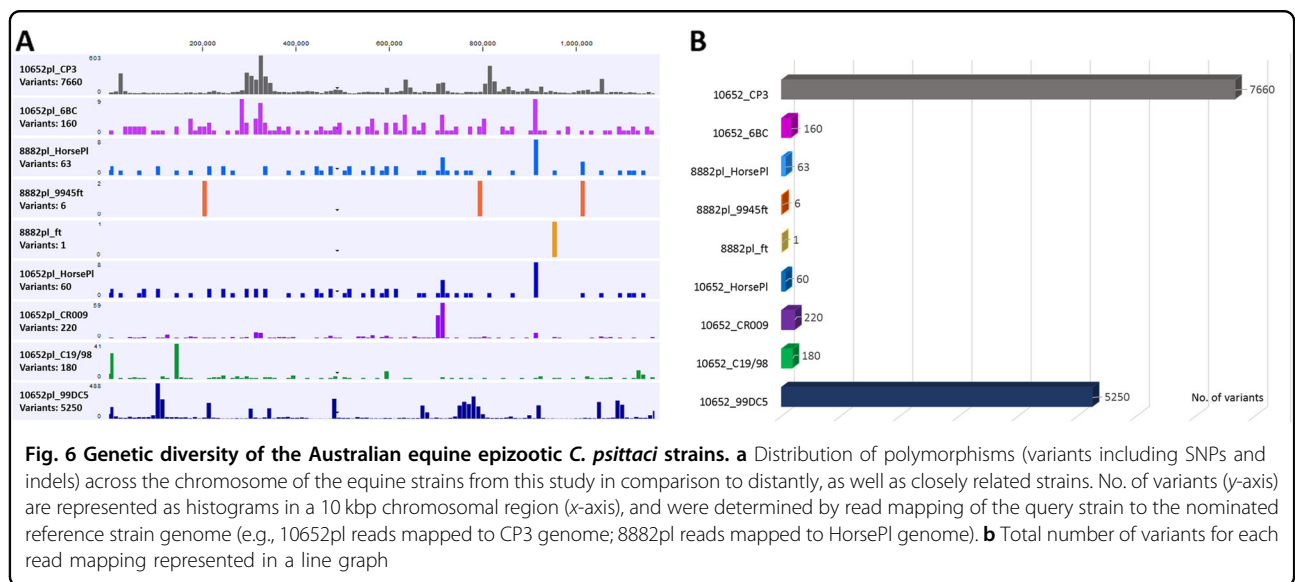 A
200,000 400,000 600,000 800,000 1,000,000
10652pl_CP3
Variants: 7660
603
0
10652pl_6BC
Variants: 160
9
0
8882pl_HorsePl
Variants: 63
8
0
8882pl_9945ft
Variants: 6
2
0
8882pl_ft
Variants: 1
1
0
10652pl_HorsePl
Variants: 60
8
0
10652pl_CR009
Variants: 220
59
0
10652pl_C19/98
Variants: 180
41
0
10652pl_99DC5
Variants: 5250
488
0
B
10652_CP3 7660
10652_6BC 160
8882pl_HorsePl 63
8882pl_9945ft 6
8882pl_ft 1
10652_HorsePl 60
10652_CR009 220
10652_C19/98 180
10652_99DC5 5250
No. of variants
Fig. 6 Genetic diversity of the Australian equine epizootic C. psittaci strains. a Distribution of polymorphisms (variants including SNPs and
indels) across the chromosome of the equine strains from this study in comparison to distantly, as well as closely related strains. No. of variants (y-axis)
are represented as histograms in a 10 kbp chromosomal region (x-axis), and were determined by read mapping of the query strain to the nominated
reference strain genome (e.g., 10652pl reads mapped to CP3 genome; 8882pl reads mapped to HorsePl genome). b Total number of variants for each
read mapping represented in a line graph